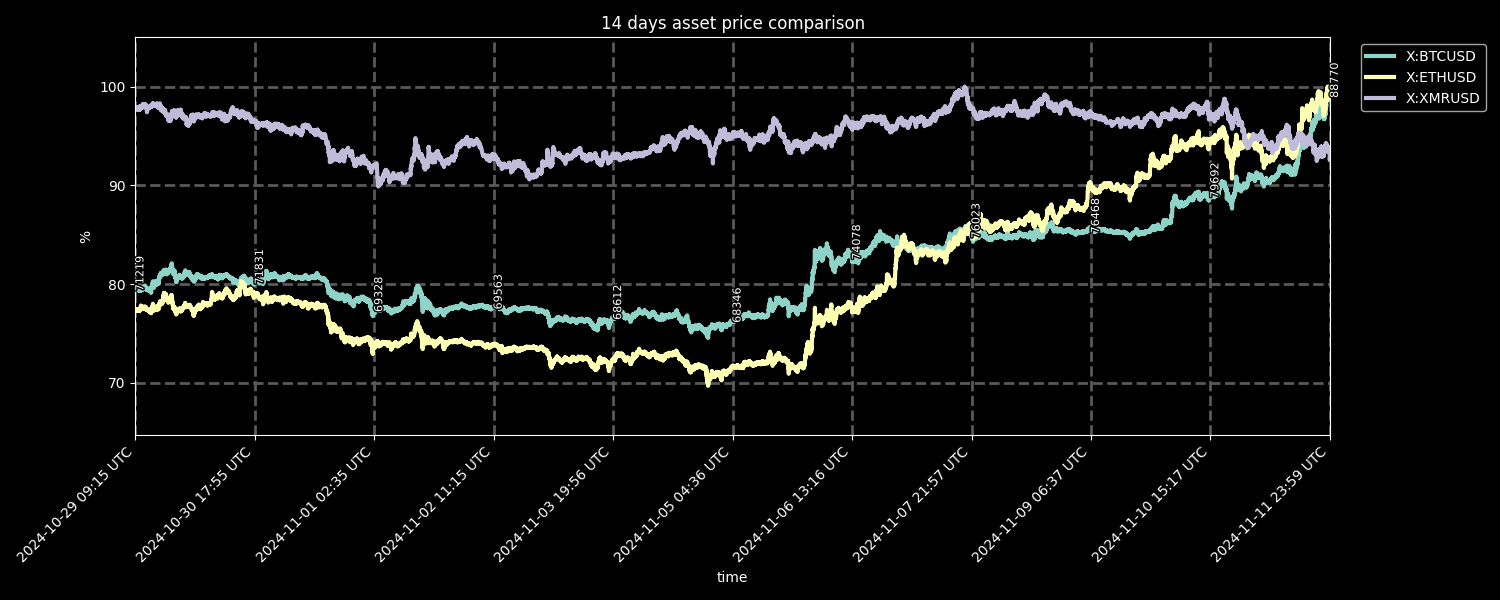 14 days asset price comparison
X:BTCUSD
X:ETHUSD
X:XMRUSD
%
100
90
80
70
71219
71831
69328
69563
68612
68346
74078
76023
76468
79692
88770
2024-10-29 09:15 UTC
2024-10-30 17:55 UTC
2024-11-01 02:35 UTC
2024-11-02 11:15 UTC
2024-11-03 19:56 UTC
2024-11-05 04:36 UTC
2024-11-06 13:16 UTC
2024-11-07 21:57 UTC
2024-11-09 06:37 UTC
2024-11-10 15:17 UTC
2024-11-11 23:59 UTC
time